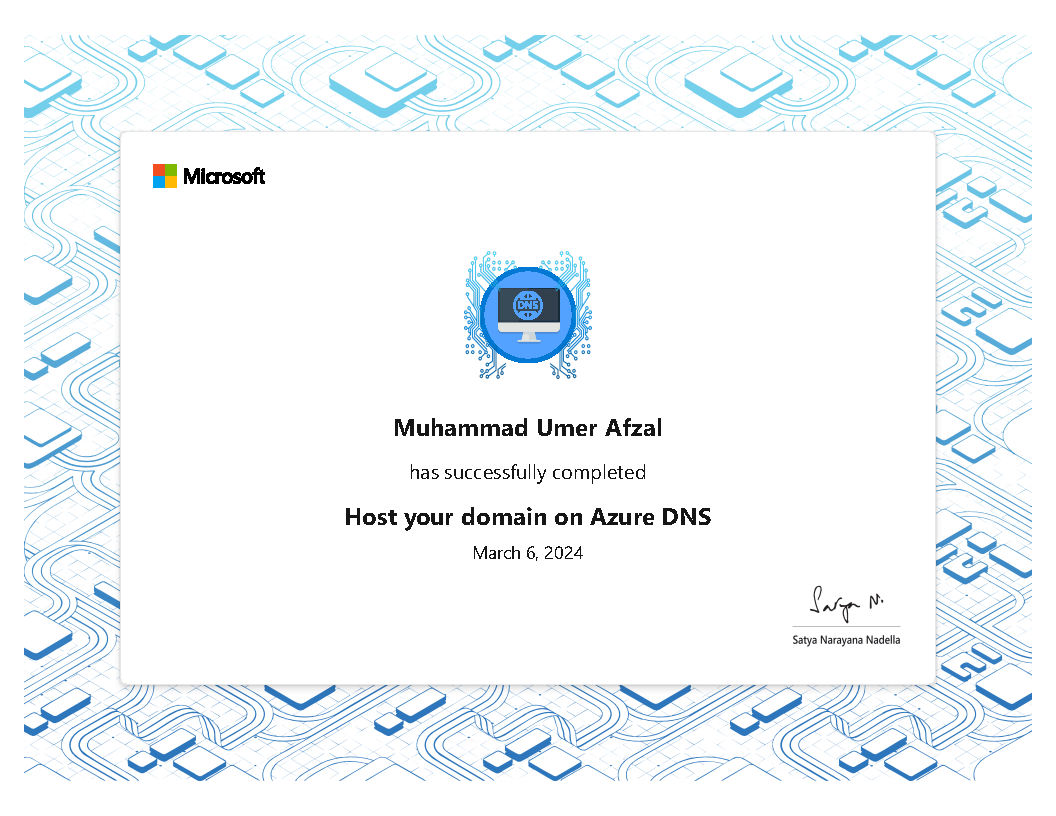 Microsoft
DNS
Muhammad Umer Afzal
has successfully completed
Host your domain on Azure DNS
March 6, 2024
Satya N.
Satya Narayana Nadella